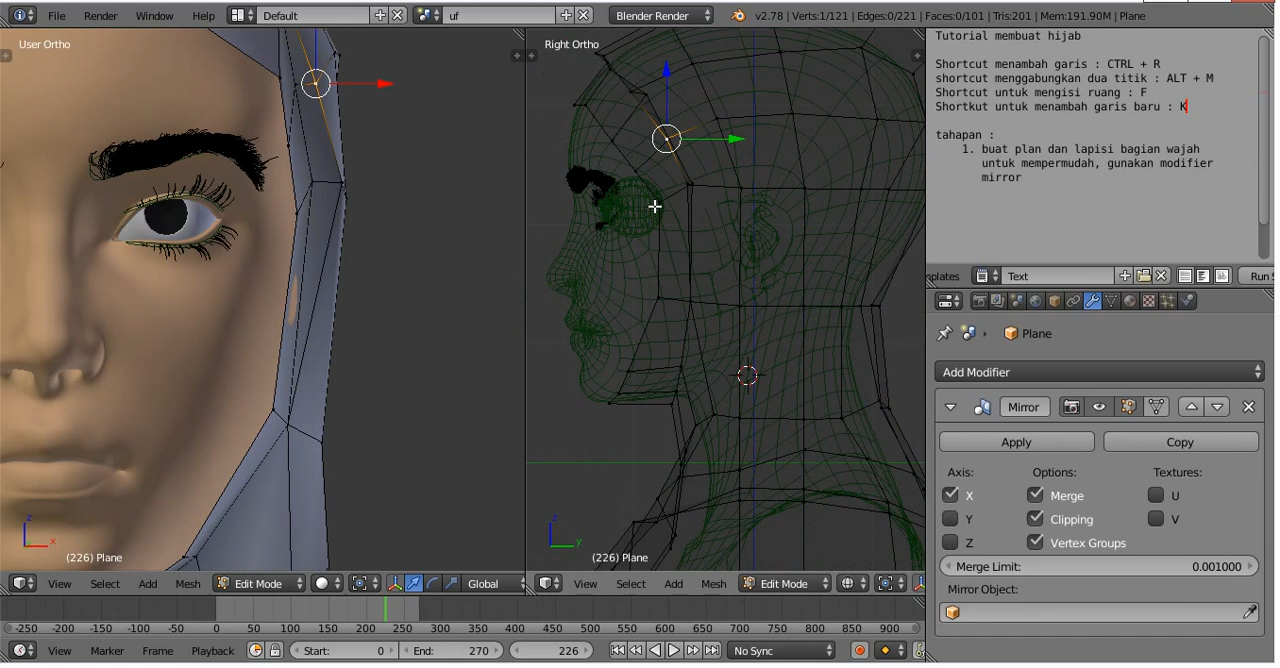 File Render Window Help Default uf Blender Render v2.78 | Verts:1/121 | Edges:0/221 | Faces:0/101 | Tris:201 | Mem:191.90M | Plane
User Ortho
Right Ortho
(226) Plane
(226) Plane
z
x
z
y
View Select Add Mesh Edit Mode Global
View Select Add Mesh Edit Mode
Tutorial membuat hijab
Shortcut menambah garis : CTRL + R
shortcut menggabungkan dua titik : ALT + M
Shortcut untuk mengisi ruang : F
Shortkut untuk menambah garis baru : K
tahapan :
1. buat plan dan lapisi bagian wajah
untuk mempermudah, gunakan modifier
mirror
nplates Text Run S
Plane
Add Modifier
Mirror
Apply Copy
Axis: Options: Textures:
X Merge U
Y Clipping V
Z Vertex Groups
Merge Limit: 0.001000
Mirror Object:
-250 -200 -150 -100 -50 0 50 100 150 200 250 300 350 400 450 500 550 600 650 700 750 800 850 900
View Marker Frame Playback Start: 0 End: 270 226 No Sync